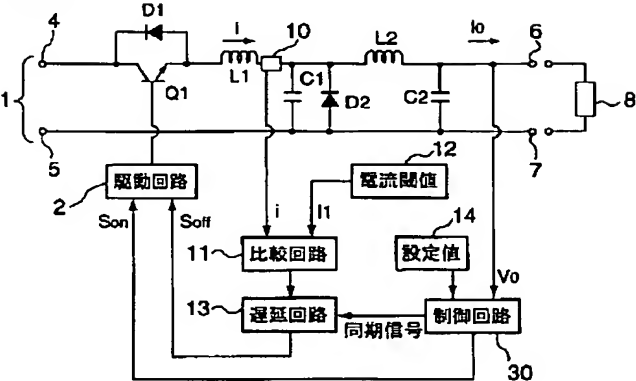 4
D1
i
10
L2
Io
6
L1
C1
1
Q1
D2
C2
8
5
12
7
2
駆動回路
電流閾値
14
Son
Soff
i
I1
11
比較回路
設定値
Vo
13
遅延回路
同期信号
制御回路
30